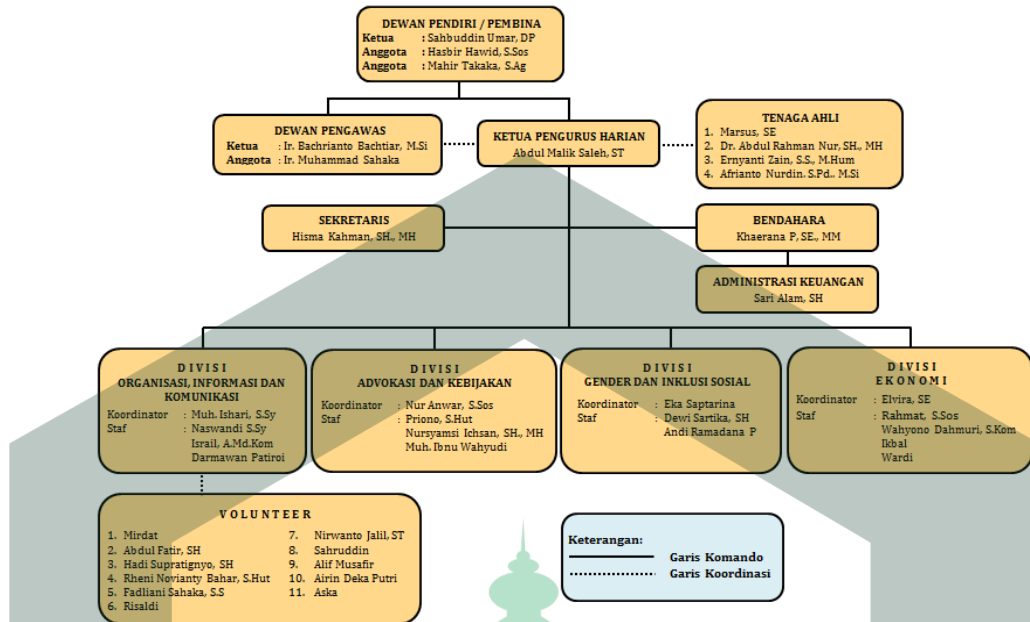 DEWAN PENDIRI / PEMBINA
Ketua : Sahbuddin Umar, DP
Anggota : Hasbir Hawid, S.Sos
Anggota : Mahir Takaka, S.Ag
DEWAN PENGAWAS
Ketua : Ir. Bachrianto Bachtiar, M.Si
Anggota : Ir. Muhammad Sahaka
KETUA PENGURUS HARIAN
Abdul Malik Saleh, ST
TENAGA AHLI
1. Marsus, SE
2. Dr. Abdul Rahman Nur, SH., MH
3. Ernyanti Zain, S.S., M.Hum
4. Afrianto Nurdin. S.Pd.. M.Si
SEKRETARIS
Hisma Kahman, SH., MH
BENDAHARA
Khaerana P, SE., MM
ADMINISTRASI KEUANGAN
Sari Alam, SH
D I V I S I
ORGANISASI, INFORMASI DAN
KOMUNIKASI
Koordinator : Muh. Ishari, S.Sy
Staf : Naswandi S.Sy
Israil, A.Md.Kom
Darmawan Patiroi
D I V I S I
ADVOKASI DAN KEBIJAKAN
Koordinator : Nur Anwar, S.Sos
Staf : Priono, S.Hut
Nursyamsi Ichsan, SH., MH
Muh. Ibnu Wahyudi
D I V I S I
GENDER DAN INKLUSI SOSIAL
Koordinator : Eka Saptarina
Staf : Dewi Sartika, SH
Andi Ramadana P
D I V I S I
E K O N O M I
Koordinator : Elvira, SE
Staf : Rahmat, S.Sos
Wahyono Dahmuri, S.Kom
Ikbal
Wardi
V O L U N T E E R
1. Mirdat
2. Abdul Fatir, SH
3. Hadi Supratignyo, SH
4. Rheni Novianty Bahar, S.Hut
5. Fadliani Sahaka, S.S
6. Risaldi
7. Nirwanto Jalil, ST
8. Sahruddin
9. Alif Musafir
10. Airin Deka Putri
11. Aska
Keterangan:
Garis Komando
Garis Koordinasi